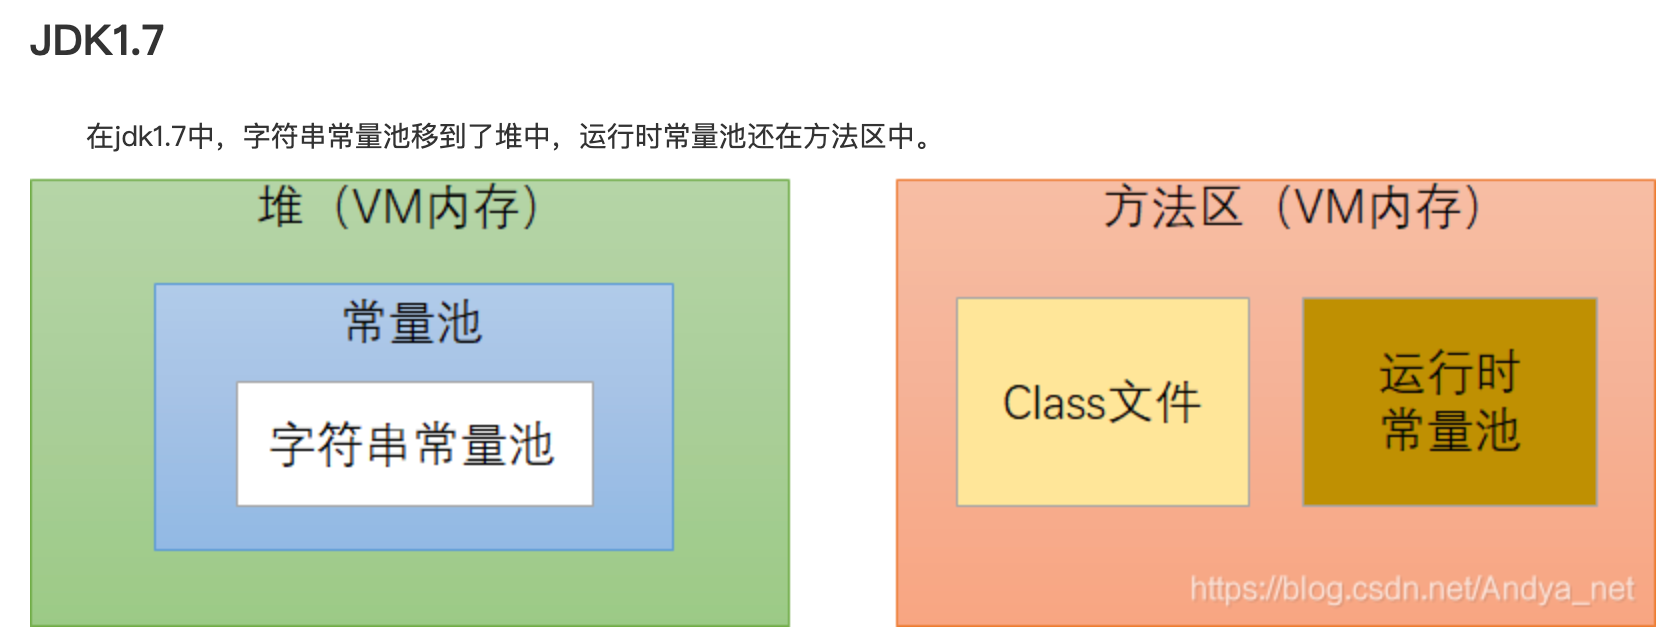 JDK1.7
在jdk1.7中，字符串常量池移到了堆中，运行时常量池还在方法区中。
堆（VM内存）
常量池
字符串常量池
方法区（VM内存）
Class文件
运行时
常量池
https://blog.csdn.net/Andya_net